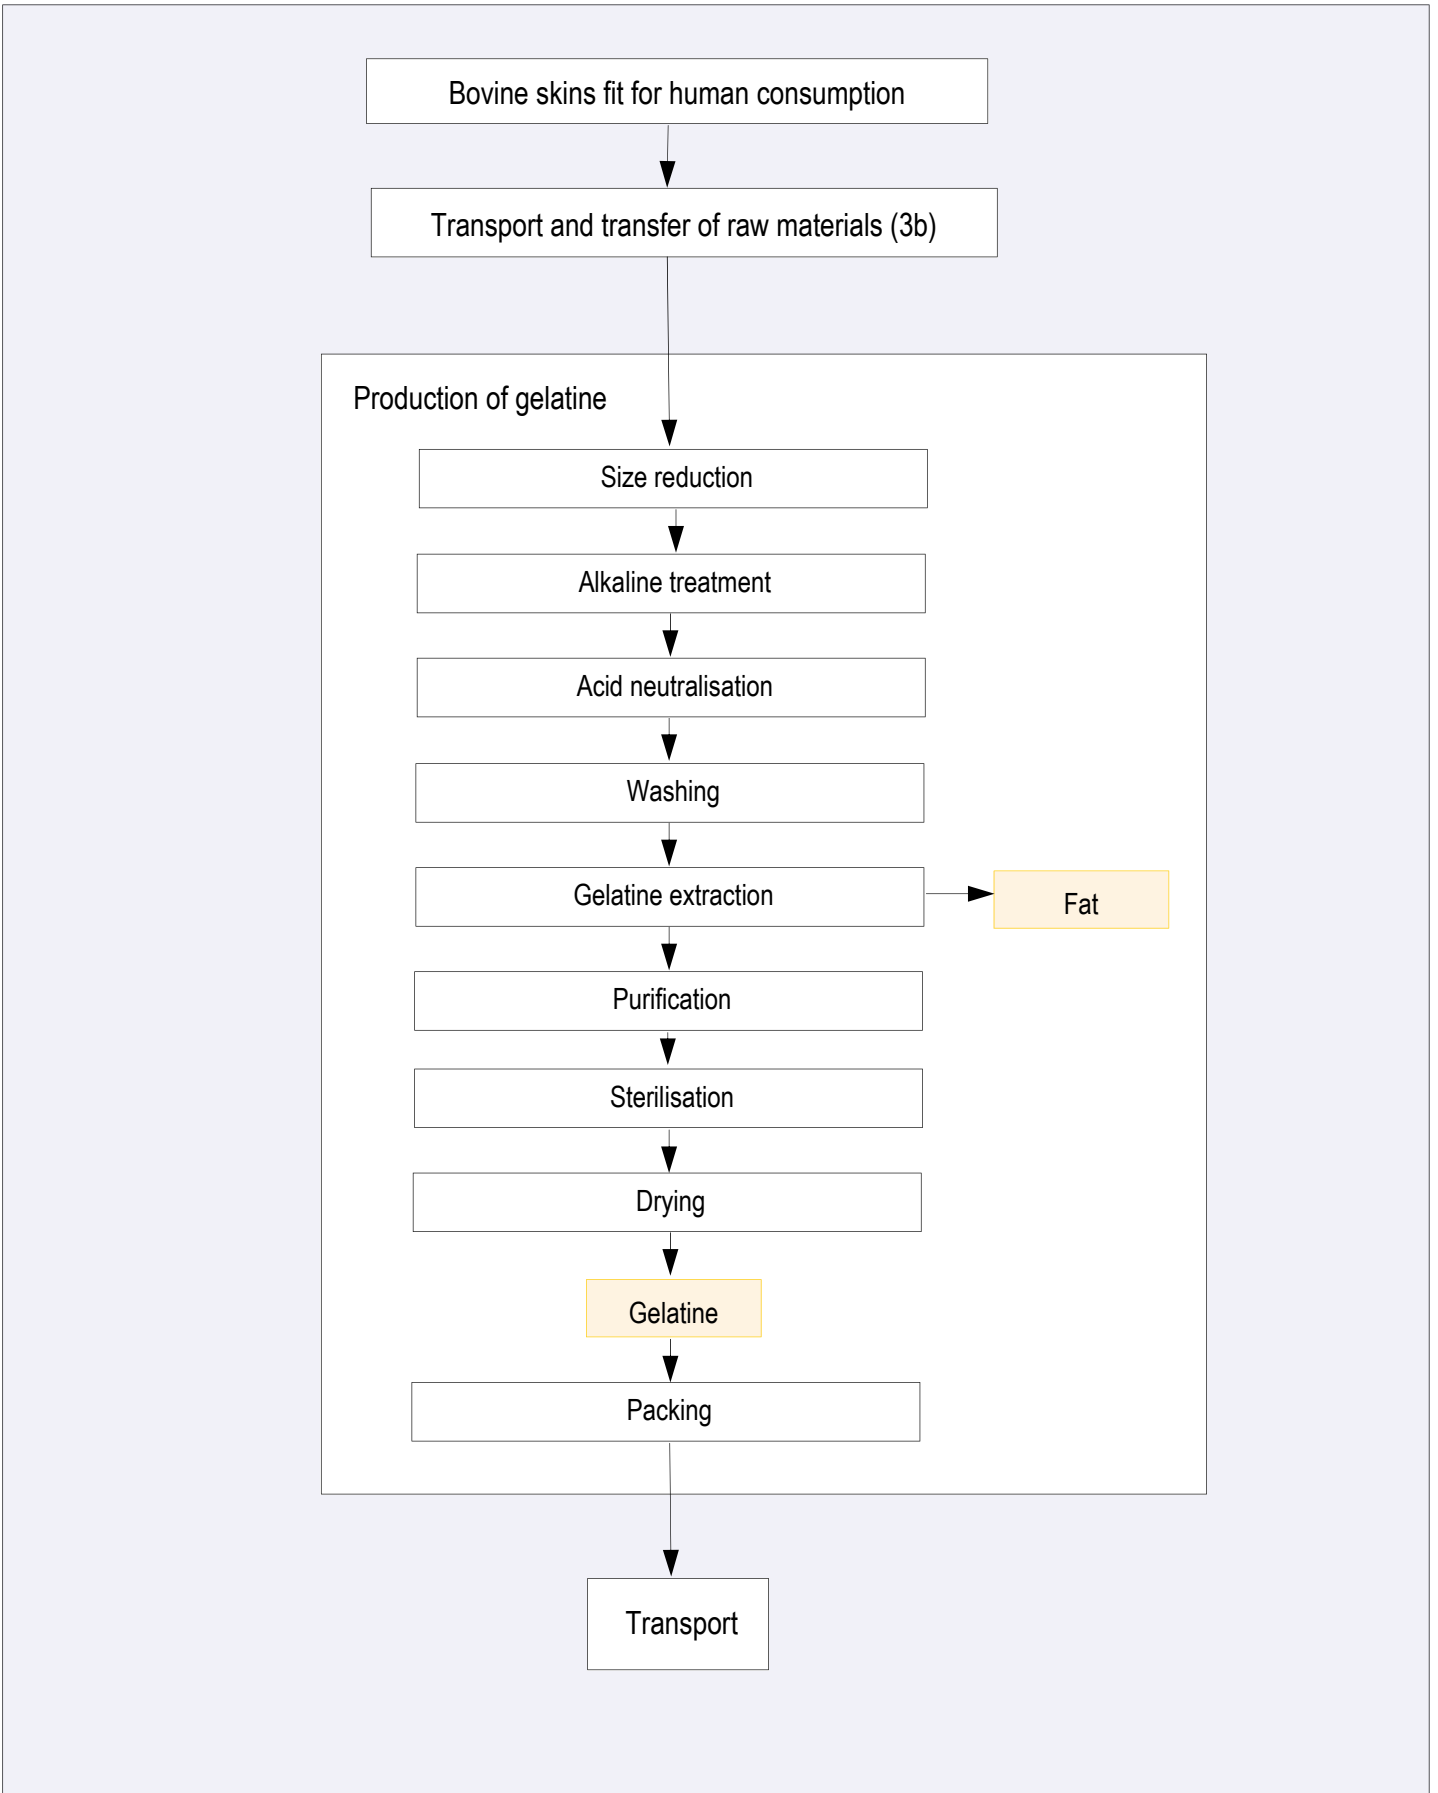 Bovine skins fit for human consumption
Transport and transfer of raw materials (3b)
Production of gelatine
Size reduction
Alkaline treatment
Acid neutralisation
Washing
Gelatine extraction
Fat
Purification
Sterilisation
Drying
Gelatine
Packing
Transport